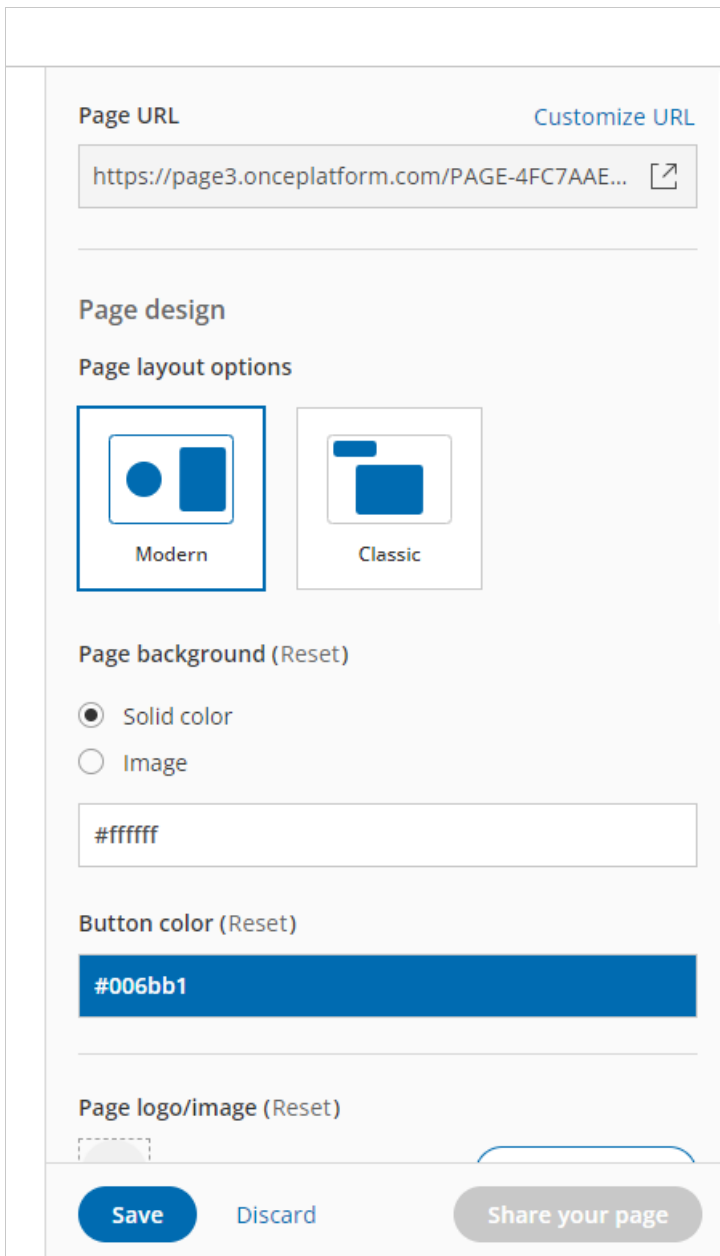 Page URL Customize URL
https://page3.onceplatform.com/PAGE-4FC7AAE...
Page design
Page layout options
Modern Classic
Page background (Reset)
Solid color
Image
#ffffff
Button color (Reset)
#006bb1
Page logo/image (Reset)
Save Discard Share your page